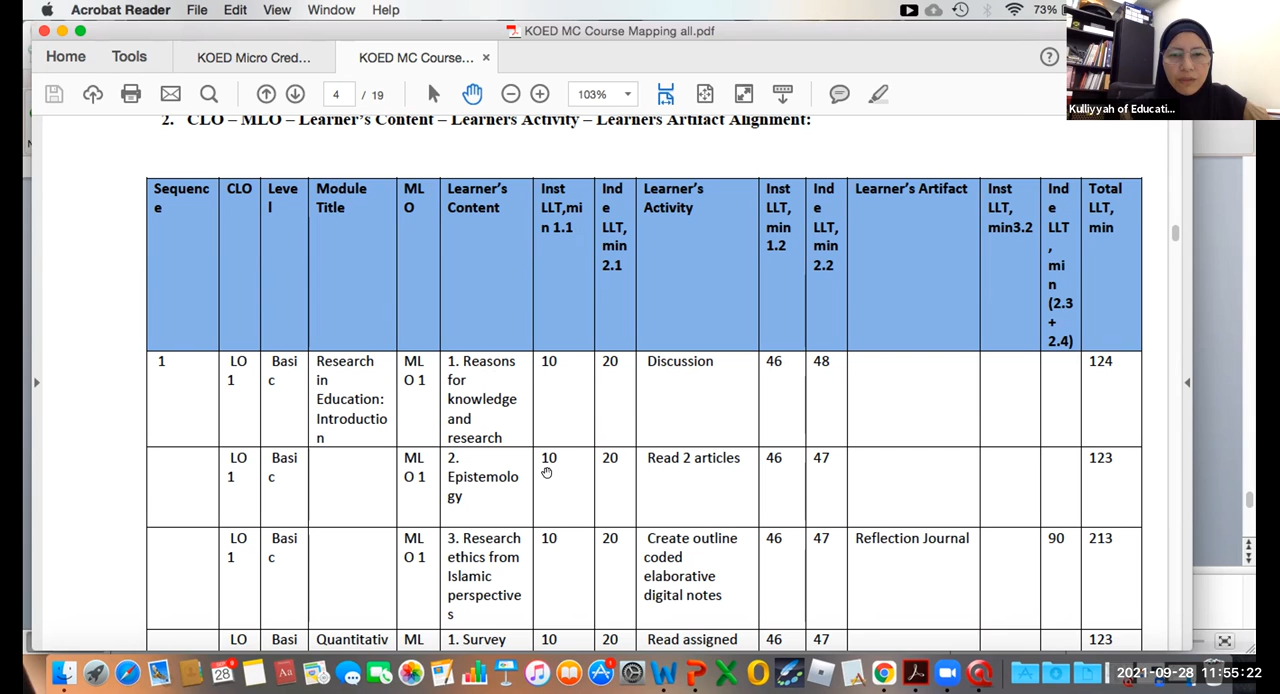 Acrobat Reader File Edit View Window Help 73%
KOED MC Course Mapping all.pdf
Home Tools KOED Micro Cred... KOED MC Course... ×
4 / 19 103%
Kulliyyah of Educati...
2. CLO – MLO – Learner's Content – Learners Activity – Learners Artifact Alignment:
Sequenc
e
CLO
Leve
l
Module
Title
ML
O
Learner's
Content
Inst
LLT,mi
n 1.1
Ind
e
LLT,
min
2.1
Learner's
Activity
Inst
LLT,
min
1.2
Ind
e
LLT,
min
2.2
Learner's Artifact
Inst
LLT,
min3.2
Ind
e
LLT
,
mi
n
(2.3
+
2.4)
Total
LLT,
min
1
LO
1
Basi
c
Research
in
Education:
Introductio
n
ML
O 1
1. Reasons
for
knowledge
and
research
10
20
Discussion
46
48
124
LO
1
Basi
c
ML
O 1
2.
Epistemolo
gy
10
20
Read 2 articles
46
47
123
LO
1
Basi
c
ML
O 1
3. Research
ethics from
Islamic
perspective
s
10
20
Create outline
coded
elaborative
digital notes
46
47
Reflection Journal
90
213
LO
Basi
Quantitativ
ML
1. Survey
10
20
Read assigned
46
47
123
2021-09-28 11:55:22